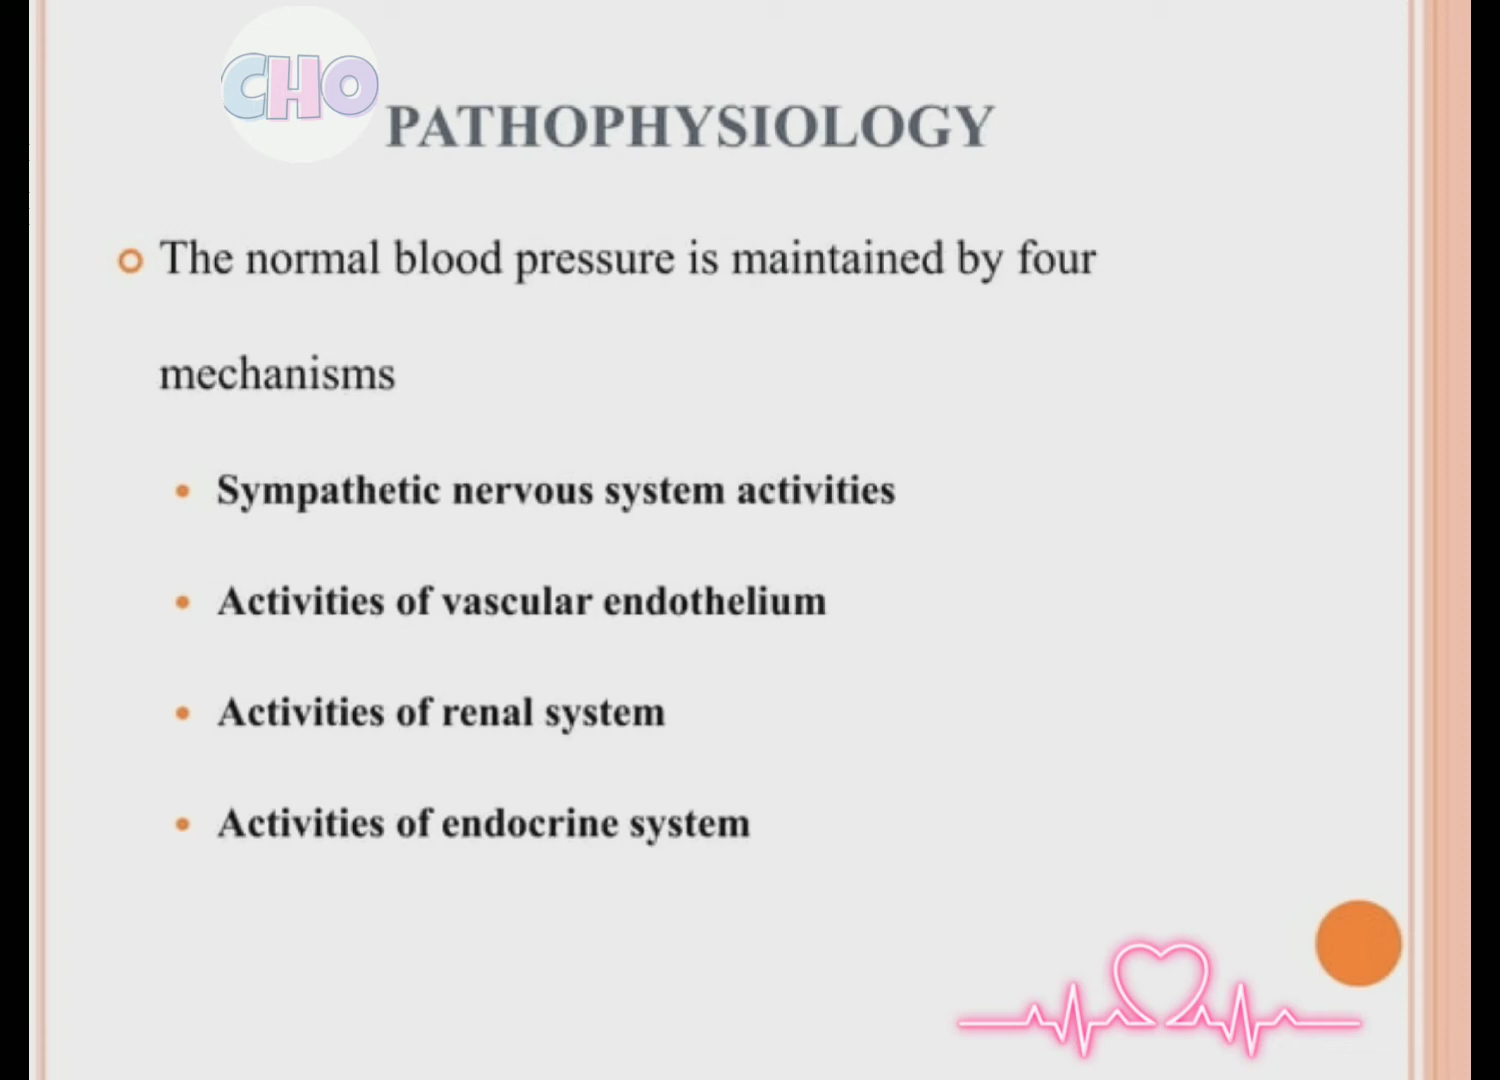 CHO
PATHOPHYSIOLOGY
The normal blood pressure is maintained by four
mechanisms
Sympathetic nervous system activities
Activities of vascular endothelium
Activities of renal system
Activities of endocrine system